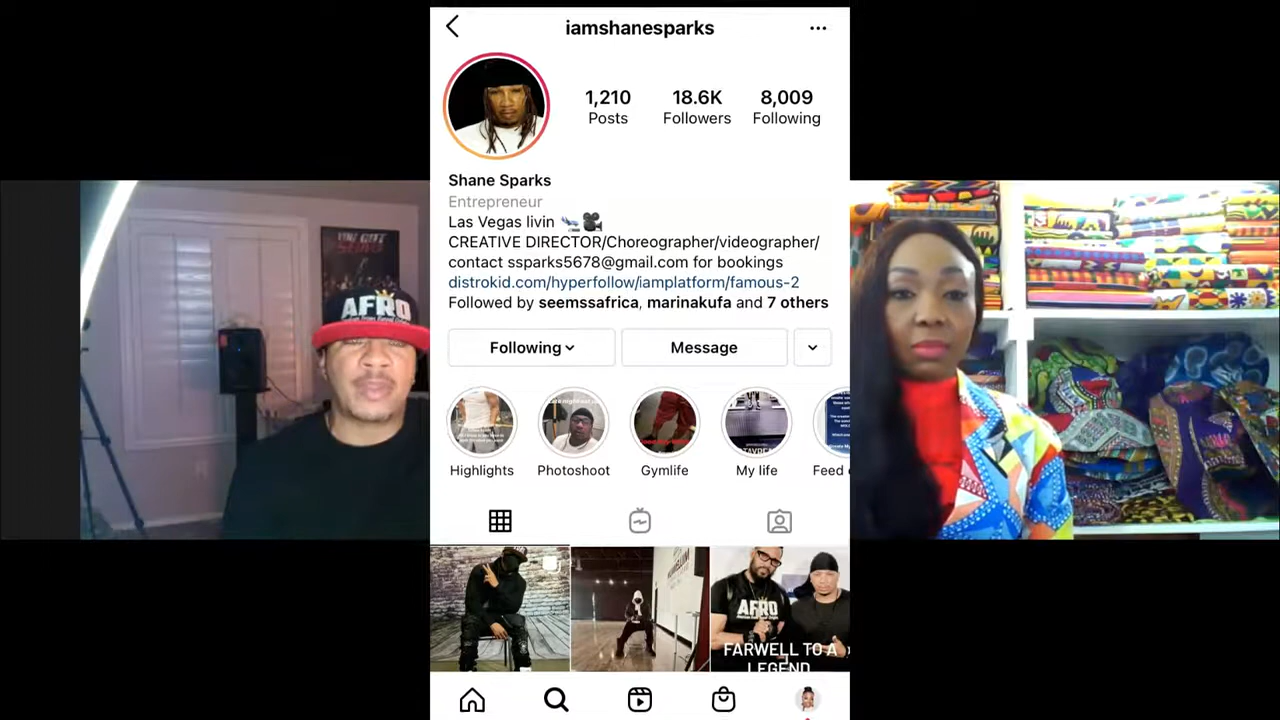 iamshanesparks
1,210
18.6K
8,009
Posts
Followers
Following
Shane Sparks
Entrepreneur
Las Vegas livin
CREATIVE DIRECTOR/Choreographer/videographer/
contact ssparks5678@gmail.com for bookings
distrokid.com/hyperfollow/iamplatform/famous-2
Followed by seemssafrica, marinakufa and 7 others
Following
Message
Highlights
Photoshoot
Gymlife
My life
Feed
YOU GOT
AFRO
AFRO
FARWELL TO A
LEGEND